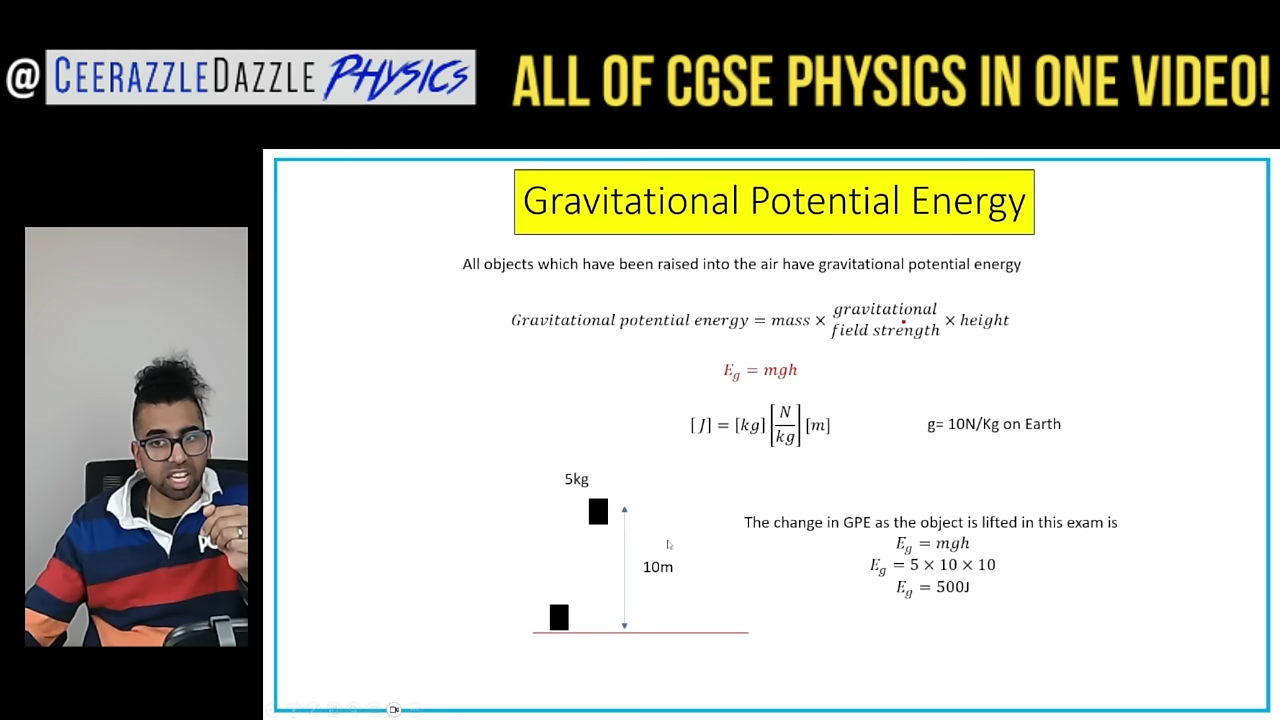 @ CEERAZZLEDAZZLE PHYSICS
ALL OF CGSE PHYSICS IN ONE VIDEO!
Gravitational Potential Energy
All objects which have been raised into the air have gravitational potential energy
Gravitational potential energy = mass × gravitational field strength × height
E_g = mgh
[J] = [kg] [N/kg] [m]
g= 10N/Kg on Earth
5kg
10m
The change in GPE as the object is lifted in this exam is
E_g = mgh
E_g = 5 × 10 × 10
E_g = 500J